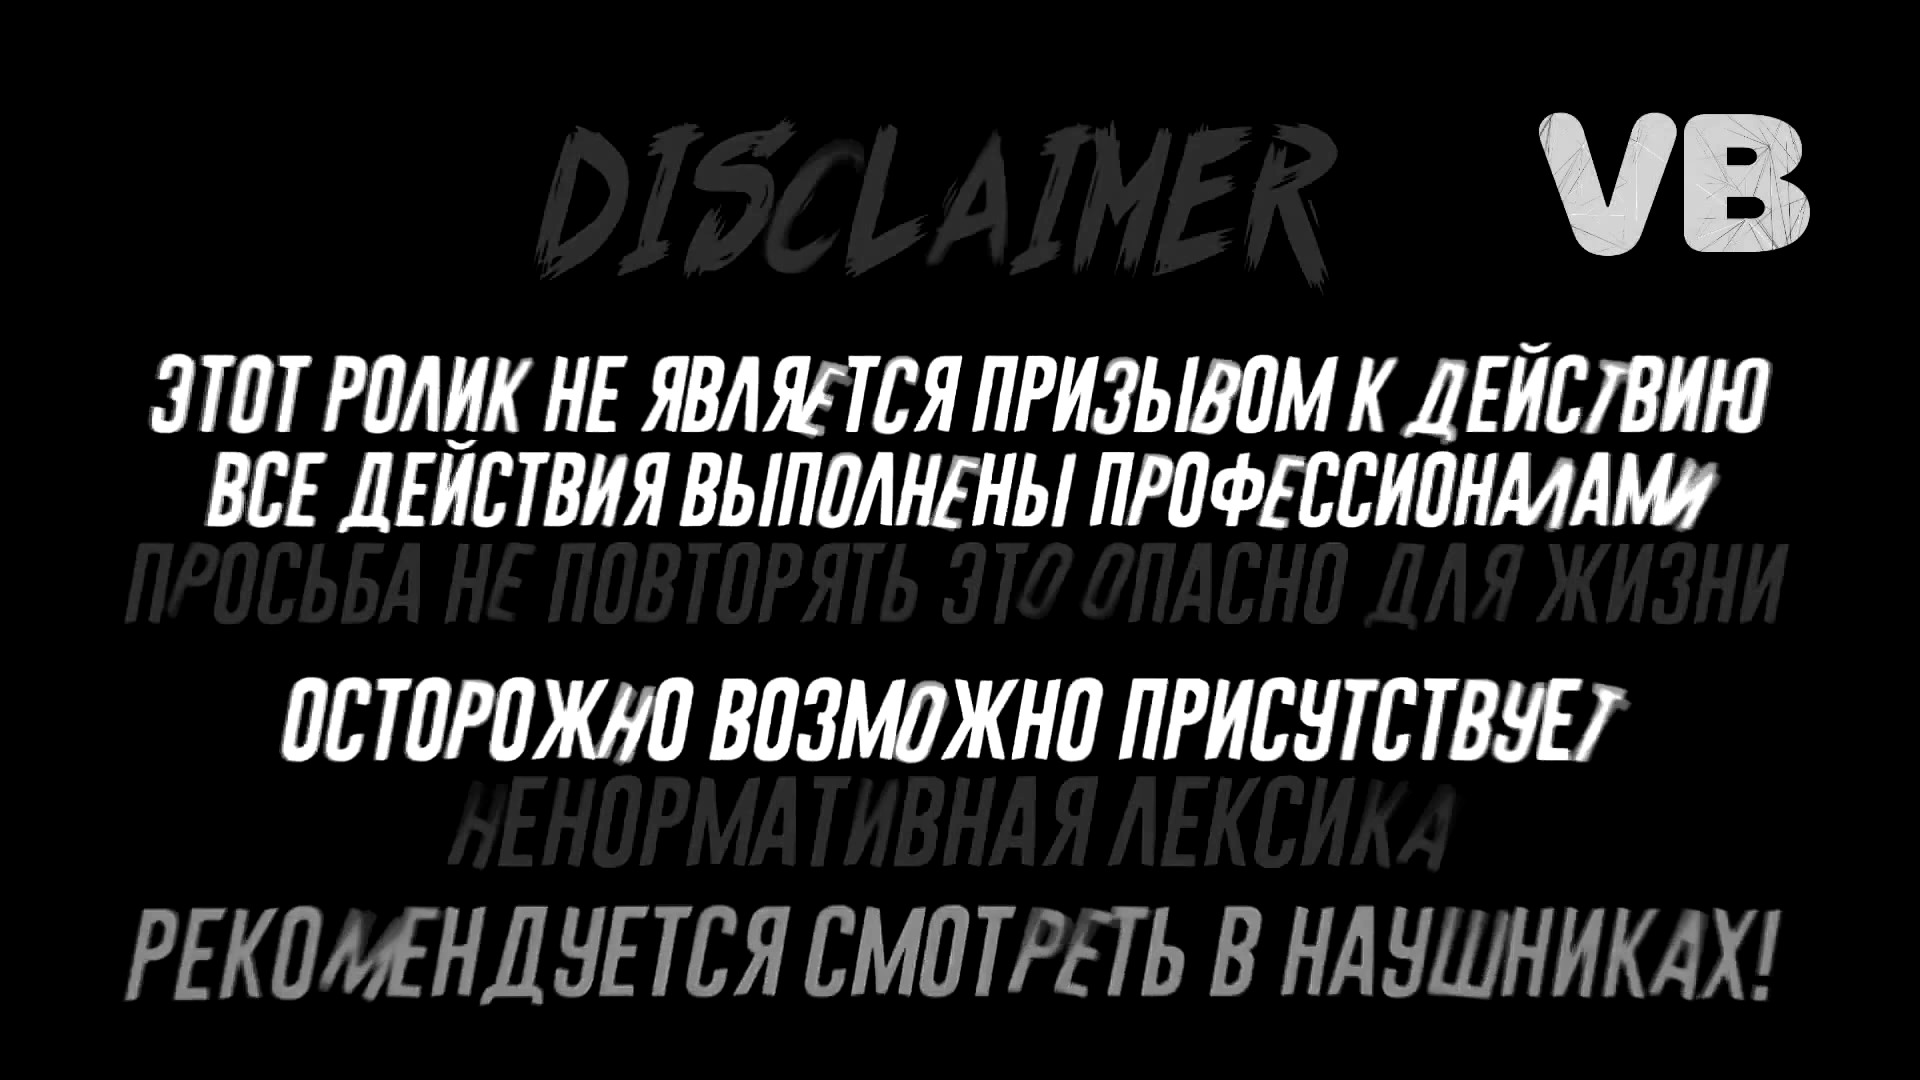 DISCLAIMER
VB
ЭТОТ РОЛИК НЕ ЯВЛЯЕТСЯ ПРИЗЫВОМ К ДЕЙСТВИЮ
ВСЕ ДЕЙСТВИЯ ВЫПОЛНЕНЫ ПРОФЕССИОНАЛАМИ
ПРОСЬБА НЕ ПОВТОРЯТЬ ЭТО ОПАСНО ДЛЯ ЖИЗНИ
ОСТОРОЖНО ВОЗМОЖНО ПРИСУТСТВУЕТ
НЕНОРМАТИВНАЯ ЛЕКСИКА
РЕКОМЕНДУЕТСЯ СМОТРЕТЬ В НАУШНИКАХ!